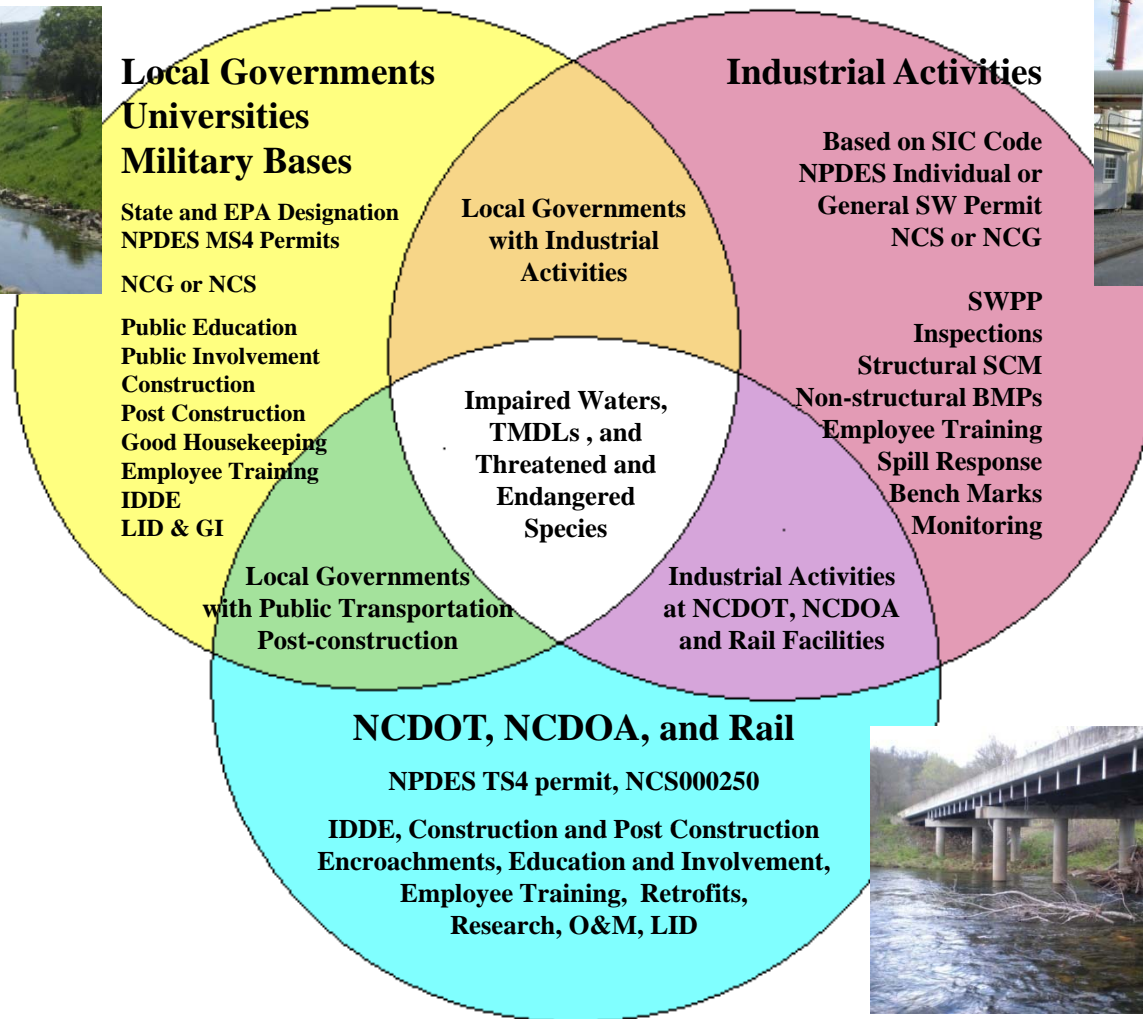 Local Governments
Universities
Military Bases
State and EPA Designation
NPDES MS4 Permits
NCG or NCS
Public Education
Public Involvement
Construction
Post Construction
Good Housekeeping
Employee Training
IDDE
LID & GI
Local Governments
with Industrial
Activities
Industrial Activities
Based on SIC Code
NPDES Individual or
General SW Permit
NCS or NCG
SWPP
Inspections
Structural SCM
Non-structural BMPs
Employee Training
Spill Response
Bench Marks
Monitoring
Impaired Waters,
TMDLs , and
Threatened and
Endangered
Species
Local Governments
with Public Transportation
Post-construction
Industrial Activities
at NCDOT, NCDOA
and Rail Facilities
NCDOT, NCDOA, and Rail
NPDES TS4 permit, NCS000250
IDDE, Construction and Post Construction
Encroachments, Education and Involvement,
Employee Training, Retrofits,
Research, O&M, LID